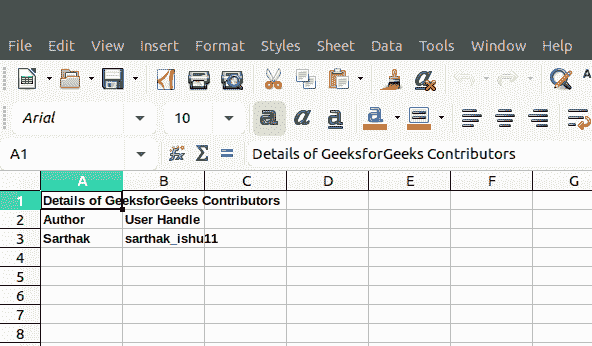 File Edit View Insert Format Styles Sheet Data Tools Window Help
A
Arial 10 a a a a
A1 fx Σ = Details of GeeksforGeeks Contributors
A B C D E F G
1 Details of GeeksforGeeks Contributors
2 Author User Handle
3 Sarthak sarthak_ishu11
4
5
6
7
8